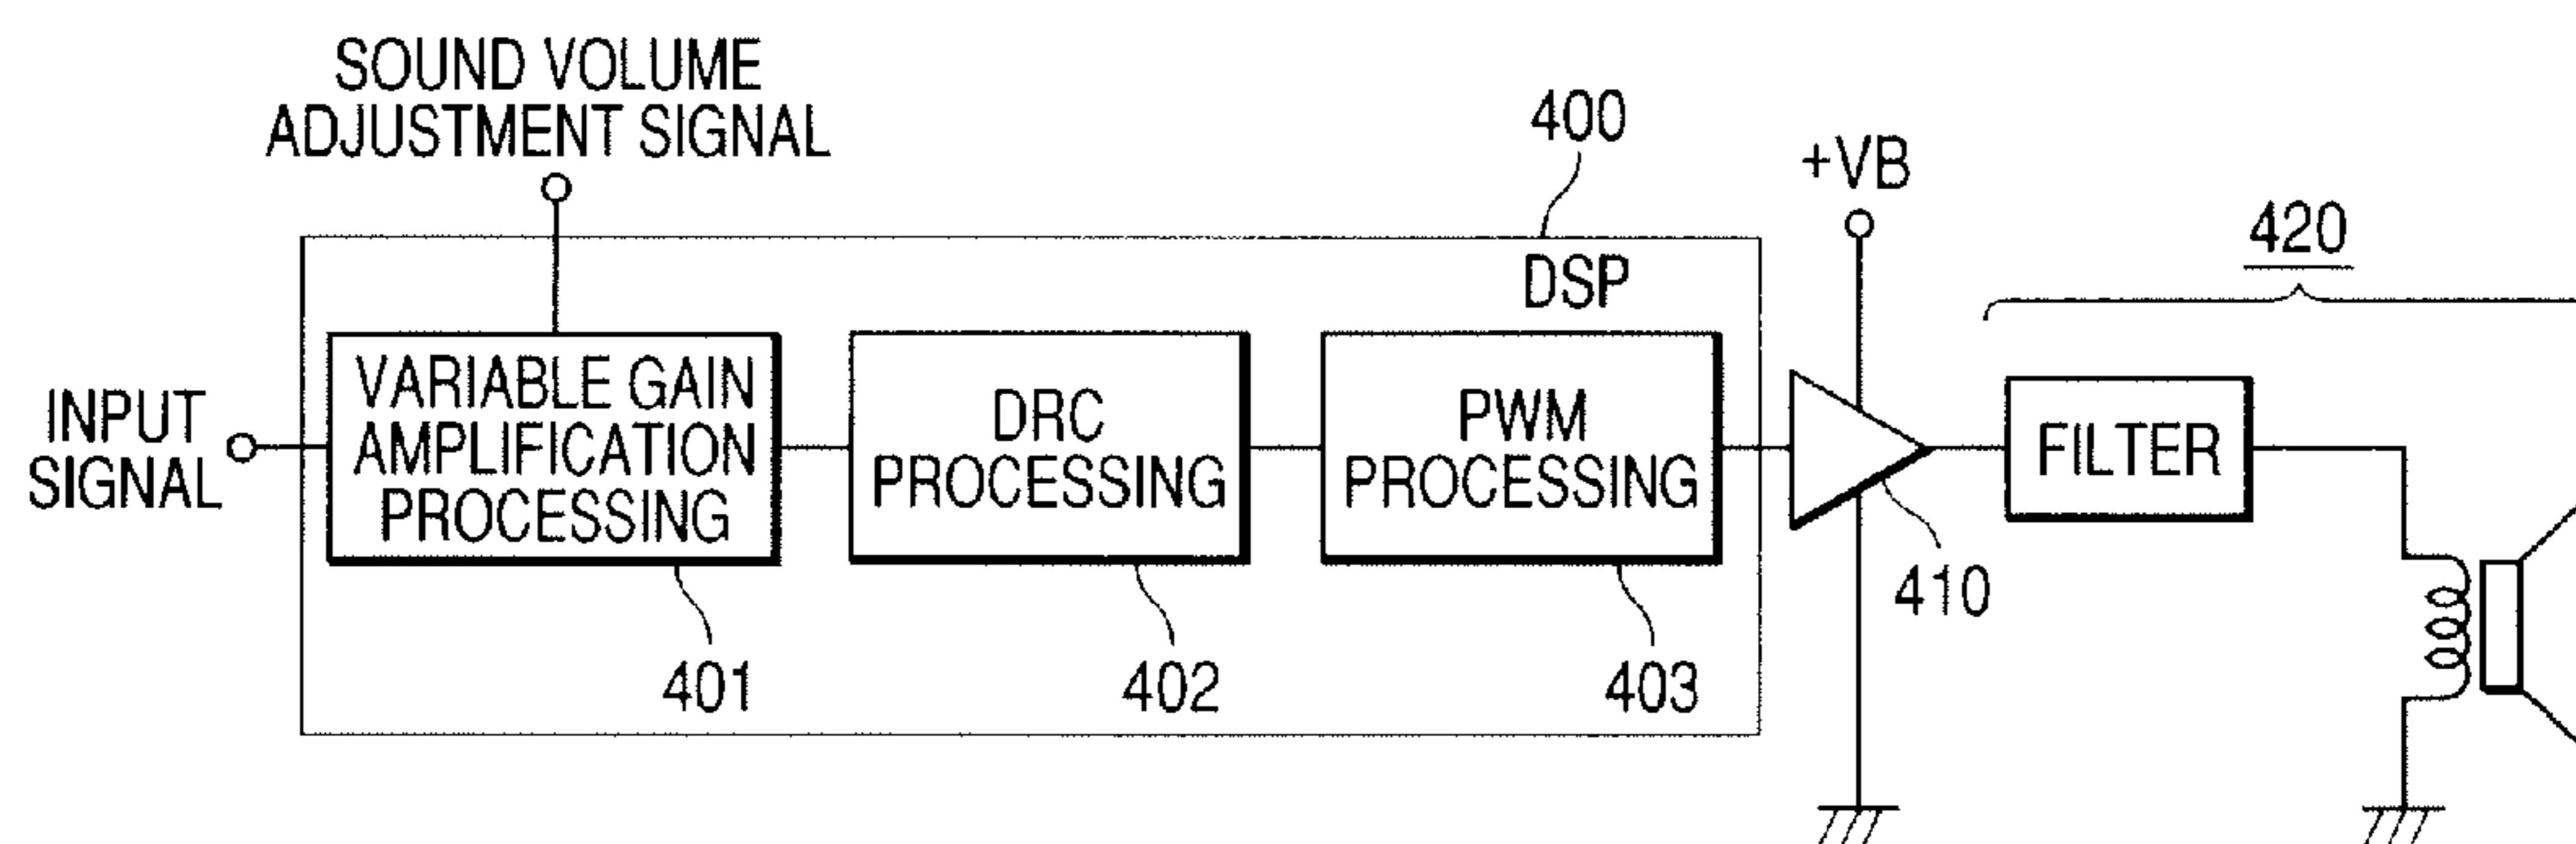 SOUND VOLUME
ADJUSTMENT SIGNAL
400
+VB
420
DSP
INPUT
SIGNAL
VARIABLE GAIN
AMPLIFICATION
PROCESSING
DRC
PROCESSING
PWM
PROCESSING
FILTER
410
401
402
403